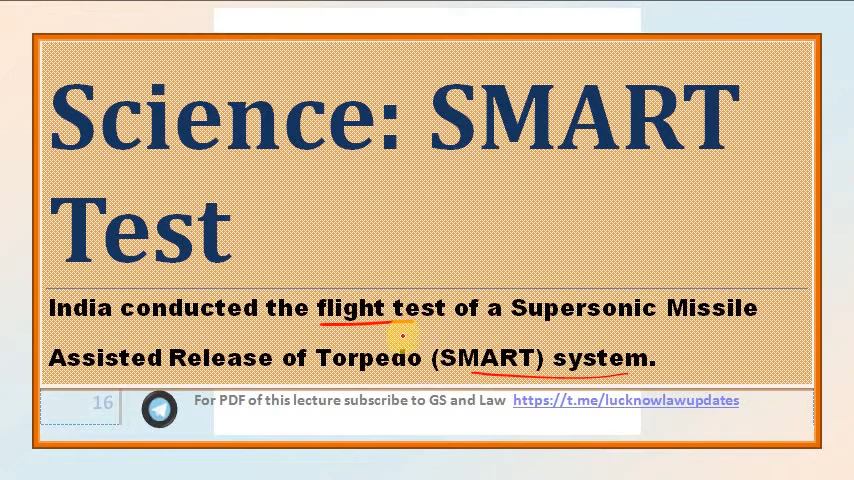 Science: SMART
Test
India conducted the flight test of a Supersonic Missile
Assisted Release of Torpedo (SMART) system.
16
For PDF of this lecture subscribe to GS and Law https://t.me/lucknowlawupdates